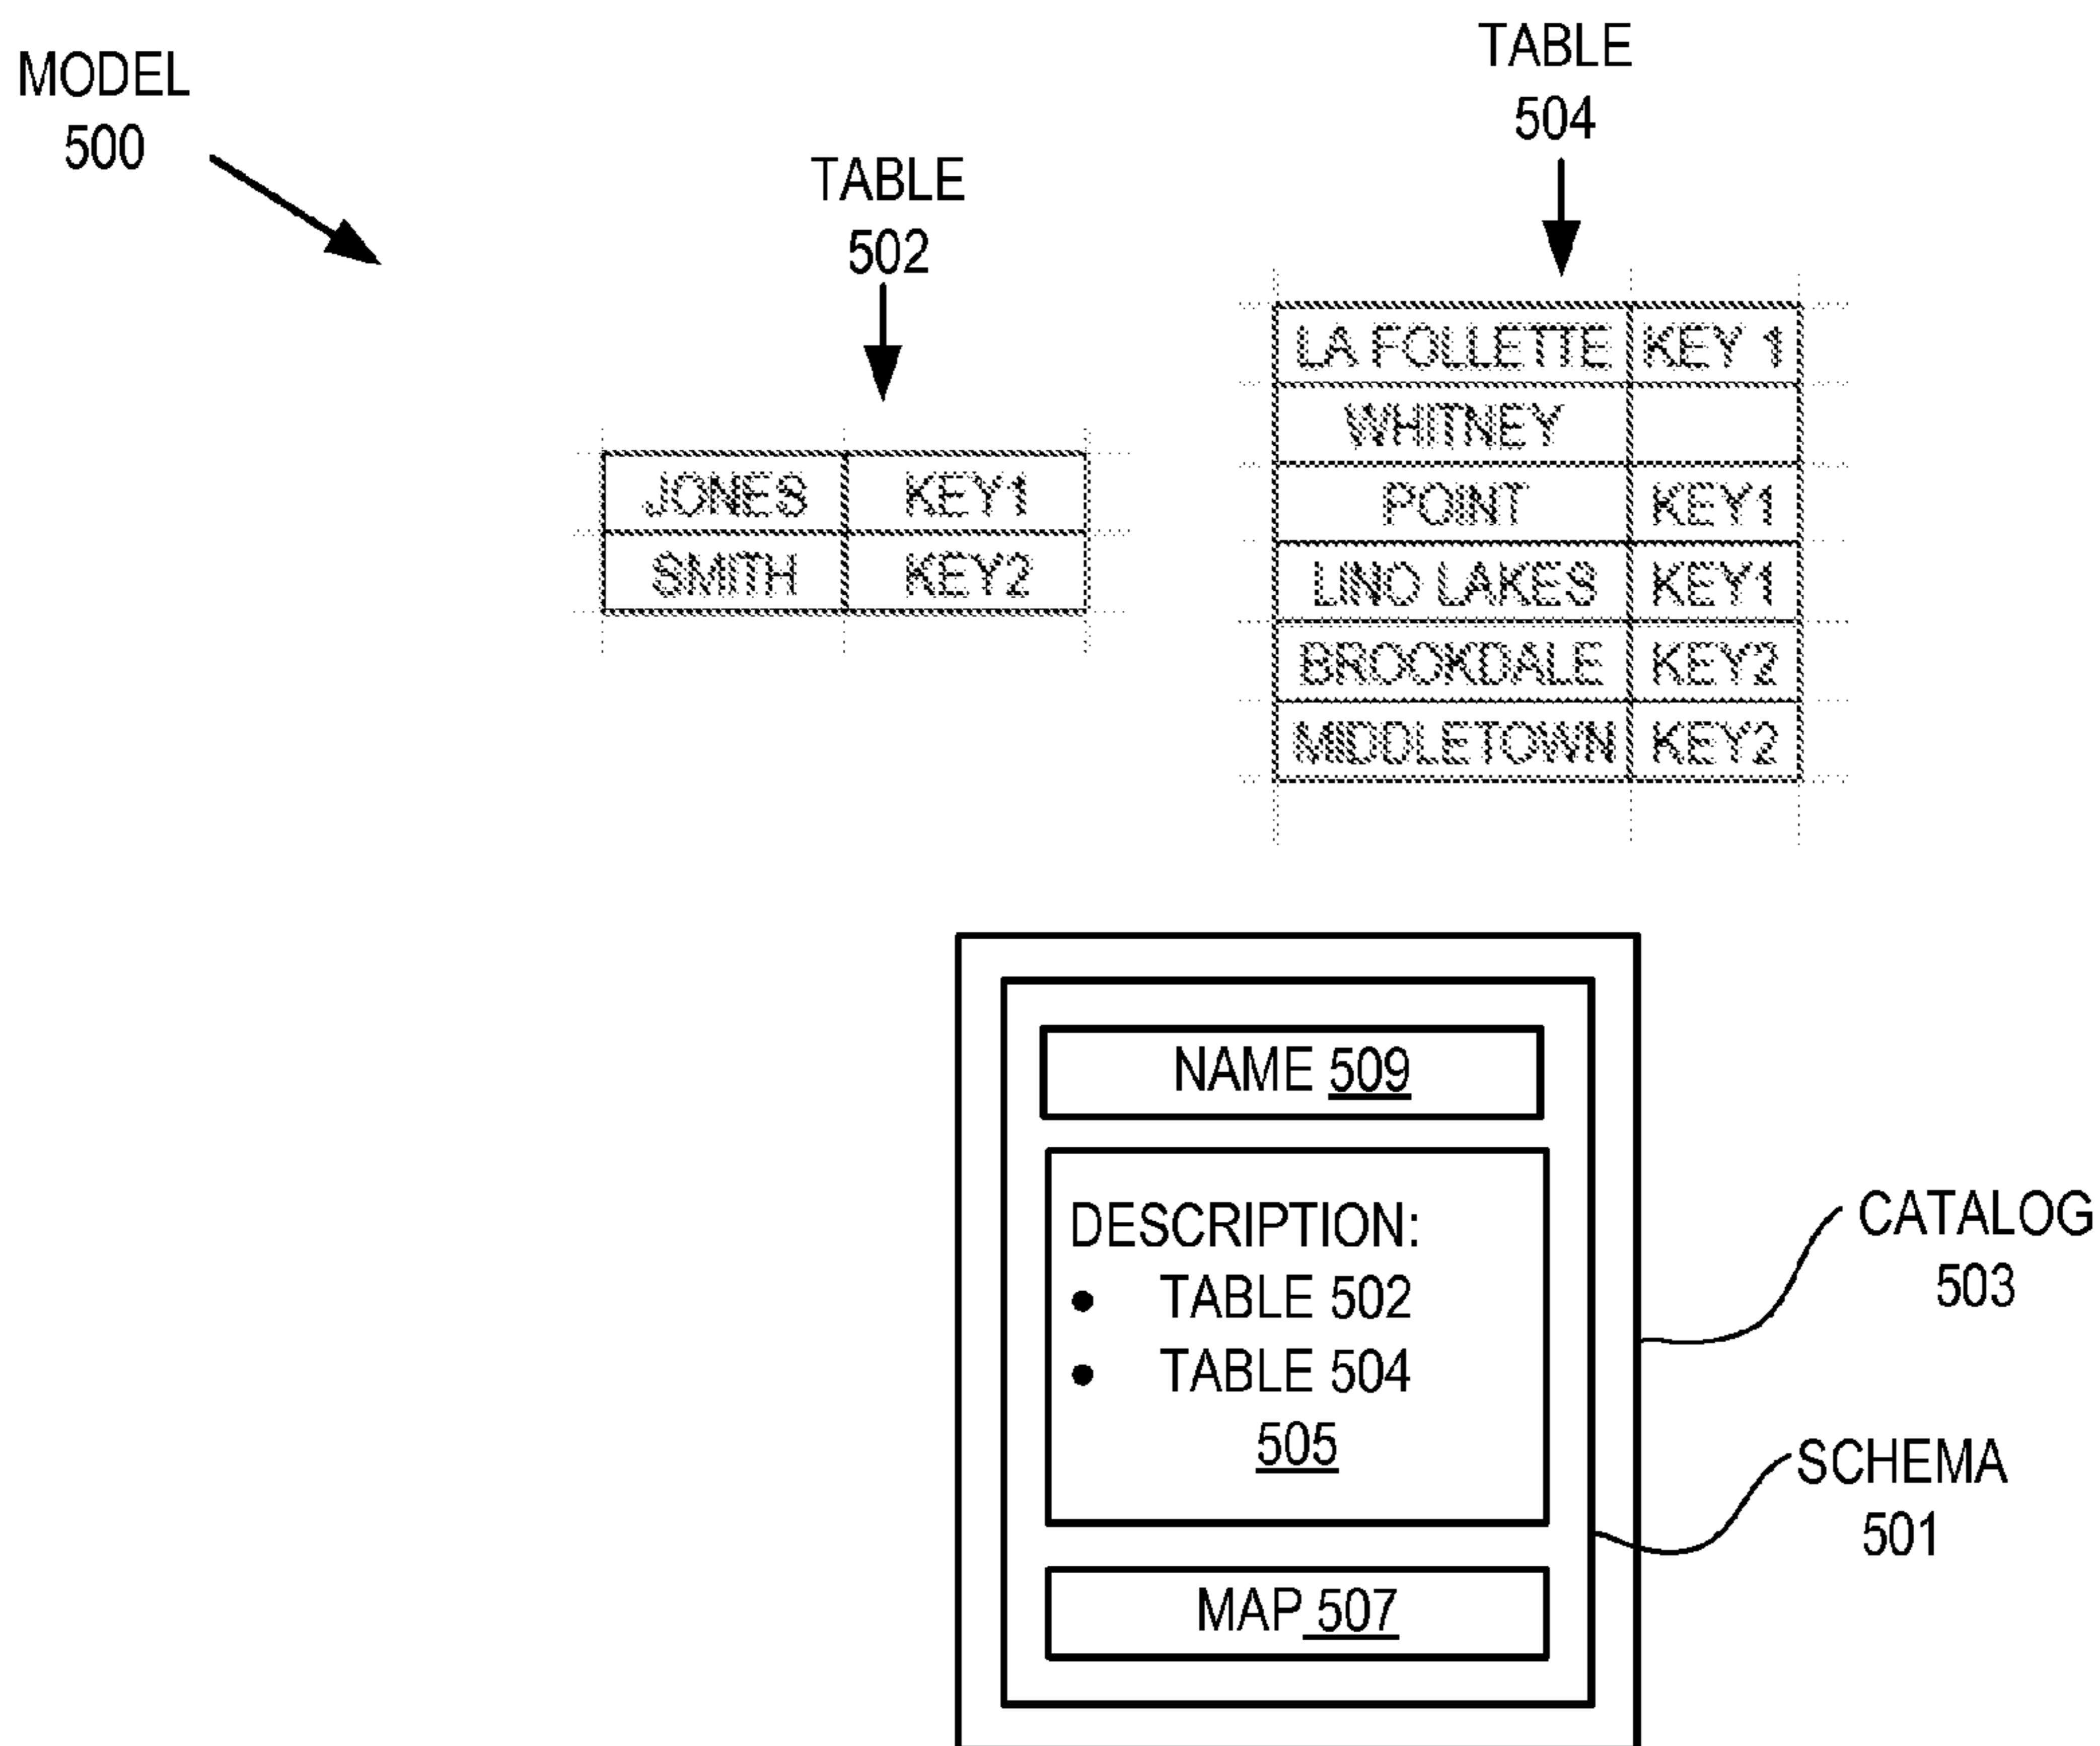 MODEL
500
TABLE
502
TABLE
504
JONES KEY1
SMITH KEY2
LA FOLLETTE KEY 1
WHITNEY
POINT KEY1
LINO LAKES KEY1
BROOKDALE KEY2
MIDDLETOWN KEY2
NAME 509
DESCRIPTION:
• TABLE 502
• TABLE 504
505
MAP 507
CATALOG
503
SCHEMA
501